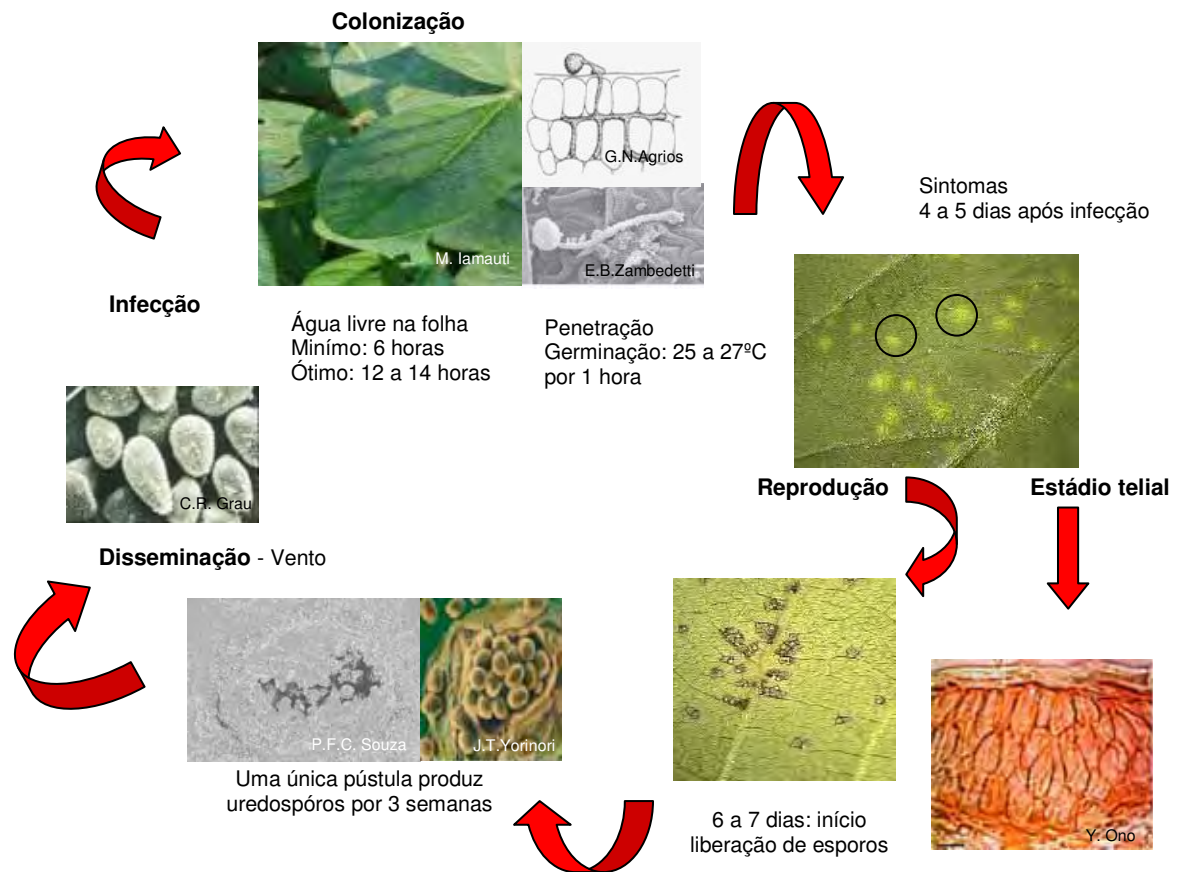 Colonização
M. Iamauti
G.N.Agrios
E.B.Zambedetti
Sintomas
4 a 5 dias após infecção
Infecção
Água livre na folha
Minímo: 6 horas
Ótimo: 12 a 14 horas
Penetração
Germinação: 25 a 27ºC
por 1 hora
C.R. Grau
Reprodução
Estádio telial
Disseminação - Vento
P.F.C. Souza
J.T.Yorinori
Uma única pústula produz
uredospóros por 3 semanas
6 a 7 dias: início
liberação de esporos
Y. Ono